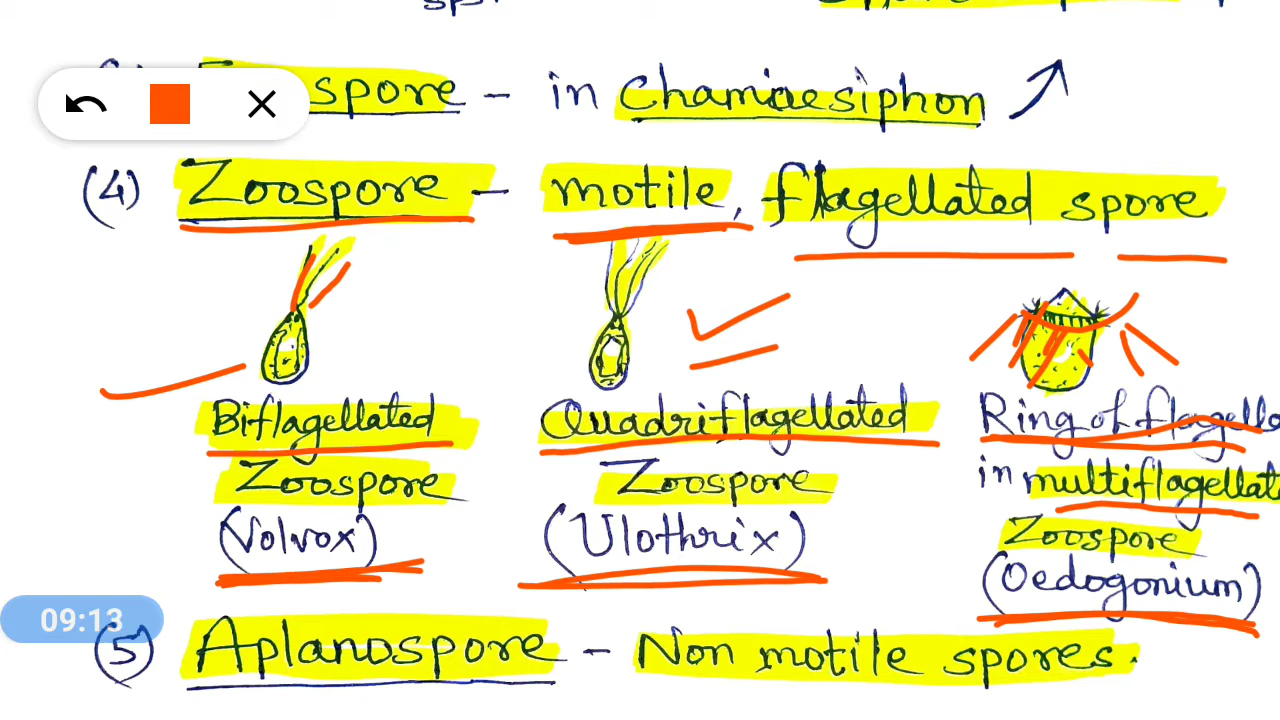 spore - in Chamaesiphon
(4) Zoospore - motile, flagellated spore
Biflagellated Quadriflagellated Ring of flagella
Zoospore Zoospore in multiflagellat
(Volvox) (Ulothrix) Zoospore
(Oedogonium)
09:13
(5) Aplanospore - Non motile spores.